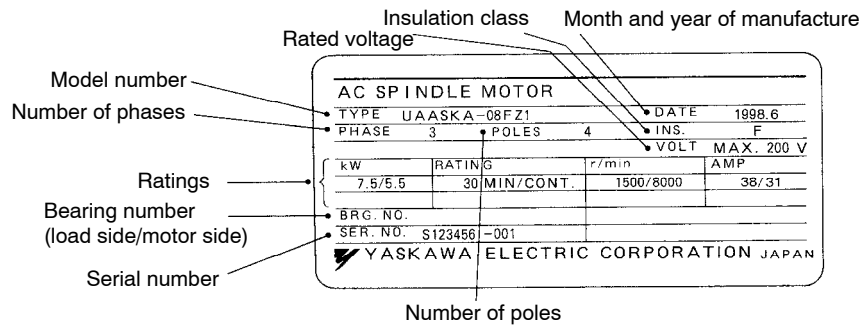 Insulation class Month and year of manufacture
Rated voltage
Model number
Number of phases
AC SPINDLE MOTOR
TYPE UAASKA-08FZ1 DATE 1998.6
PHASE 3 POLES 4 INS. F
VOLT MAX. 200 V
kW RATING r/min AMP
Ratings 7.5/5.5 30 MIN/CONT. 1500/8000 38/31
Bearing number
(load side/motor side)
BRG. NO.
SER. NO. S123456-001
YASKAWA ELECTRIC CORPORATION JAPAN
Serial number
Number of poles